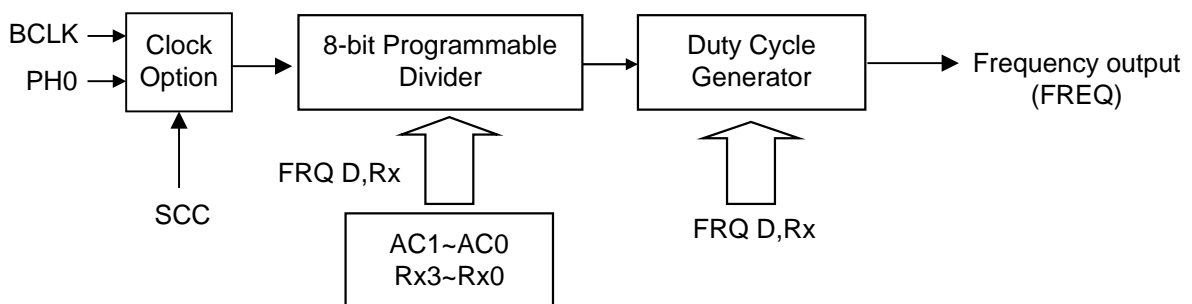 BCLK
PH0
Clock
Option
8-bit Programmable
Divider
Duty Cycle
Generator
Frequency output
(FREQ)
SCC
FRQ D,Rx
AC1~AC0
Rx3~Rx0
FRQ D,Rx